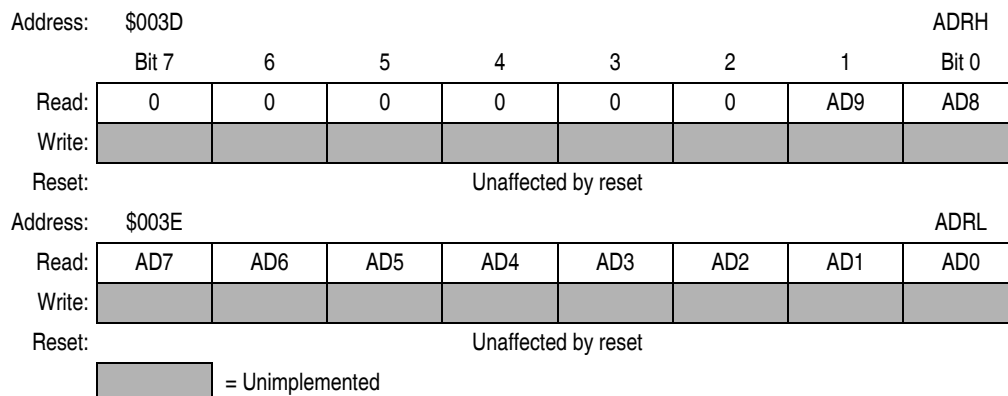 Address: $003D ADRH
Bit 7 6 5 4 3 2 1 Bit 0
Read: 0 0 0 0 0 0 AD9 AD8
Write:
Reset: Unaffected by reset
Address: $003E ADRL
Read: AD7 AD6 AD5 AD4 AD3 AD2 AD1 AD0
Write:
Reset: Unaffected by reset
= Unimplemented